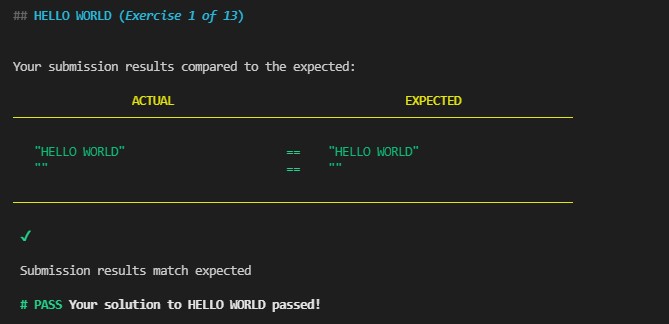 ## HELLO WORLD (Exercise 1 of 13)
Your submission results compared to the expected:
ACTUAL EXPECTED
"HELLO WORLD" == "HELLO WORLD"
"" == ""
✓
Submission results match expected
# PASS Your solution to HELLO WORLD passed!